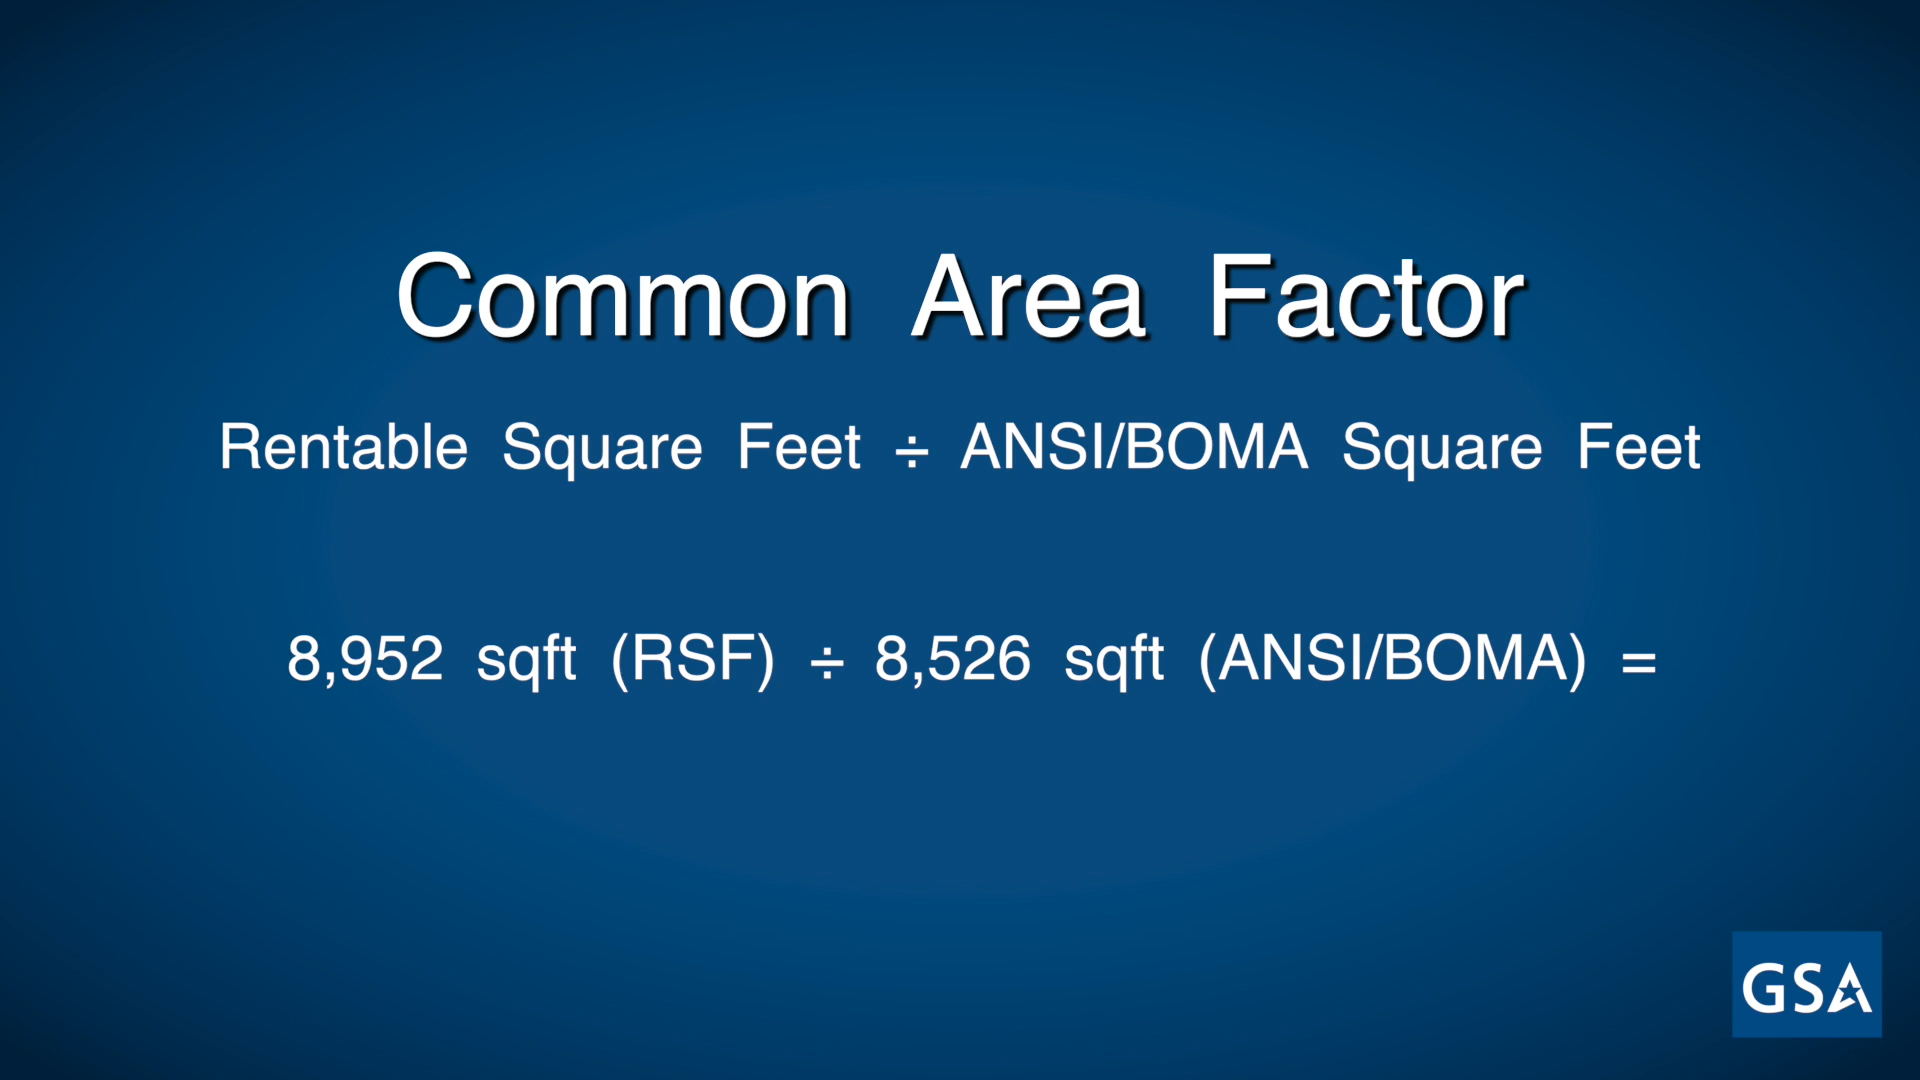 Common Area Factor
Rentable Square Feet ÷ ANSI/BOMA Square Feet
8,952 sqft (RSF) ÷ 8,526 sqft (ANSI/BOMA) =
GSA